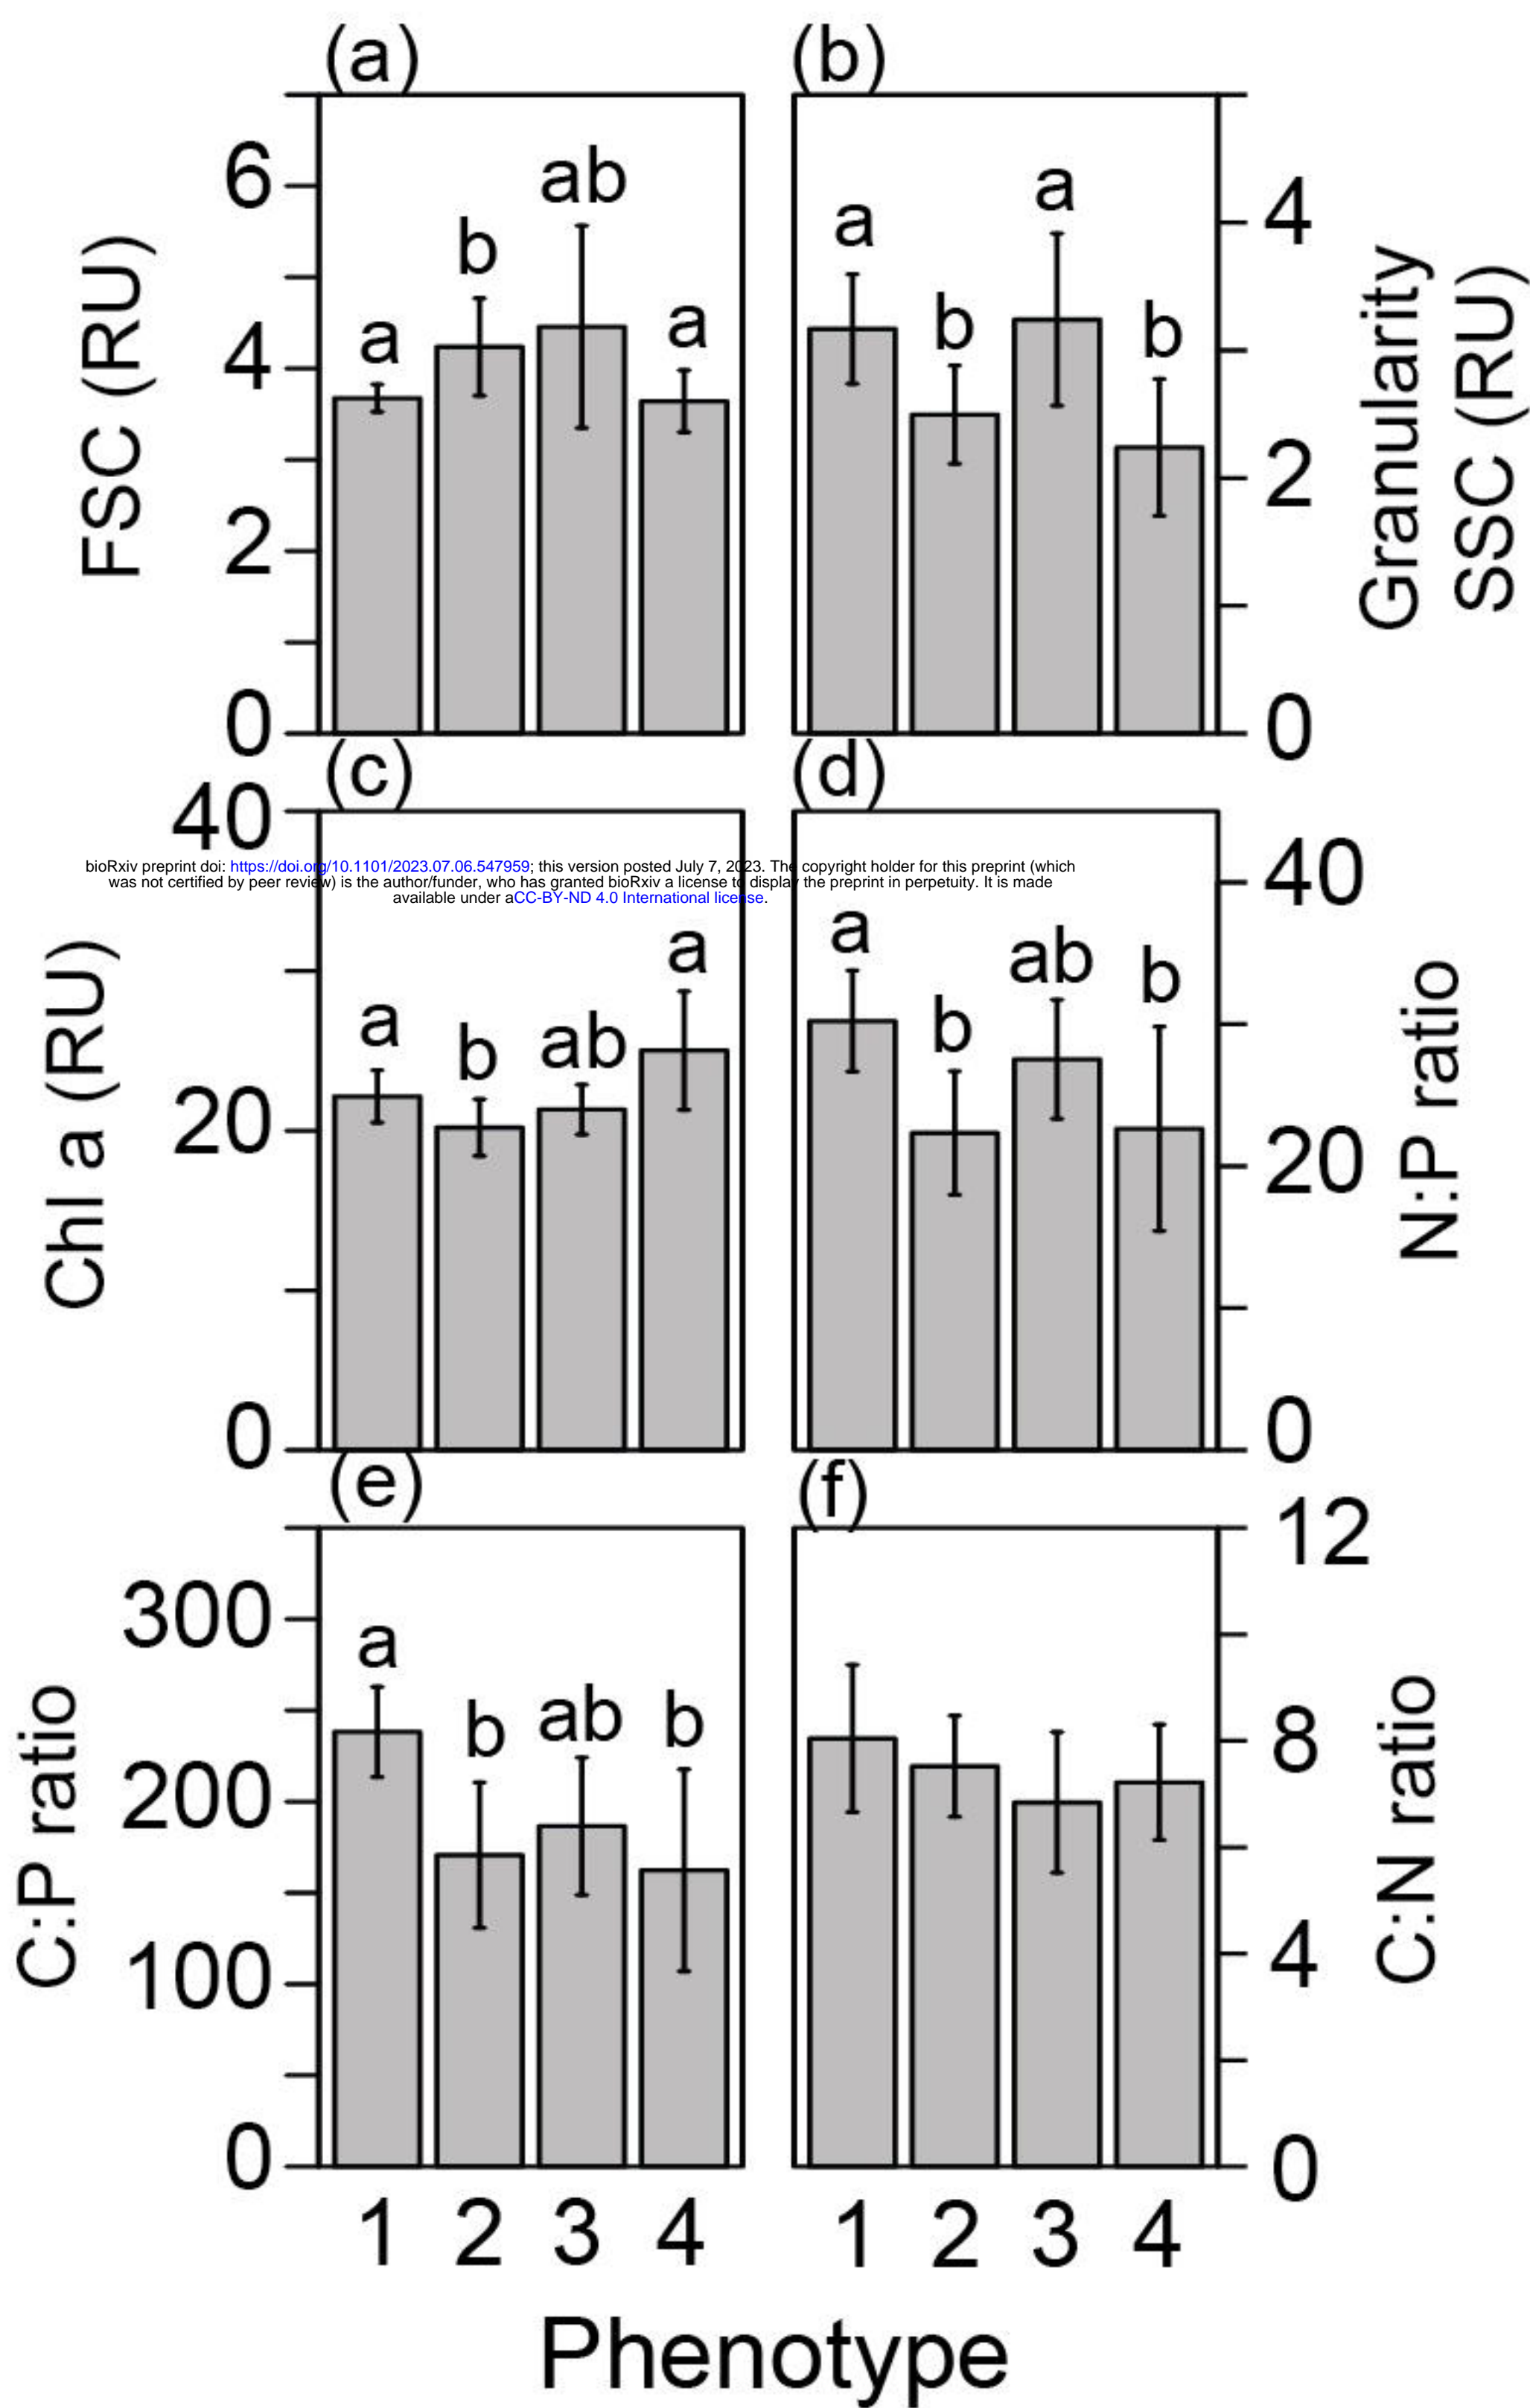 (a)
(b)
6
4
2
0
FSC (RU)
a
b
ab
a
a
b
a
b
4
2
0
Granularity
SSC (RU)
(c)
(d)
40
20
0
Chl a (RU)
bioRxiv preprint doi: https://doi.org/10.1101/2023.07.06.547959; this version posted July 7, 2023. The copyright holder for this preprint (which
was not certified by peer review) is the author/funder, who has granted bioRxiv a license to display the preprint in perpetuity. It is made
available under aCC-BY-ND 4.0 International license.
a
b
ab
a
a
b
ab
b
40
20
0
N:P ratio
(e)
(f)
300
200
100
0
C:P ratio
a
b
ab
b
12
8
4
0
C:N ratio
1 2 3 4
1 2 3 4
Phenotype